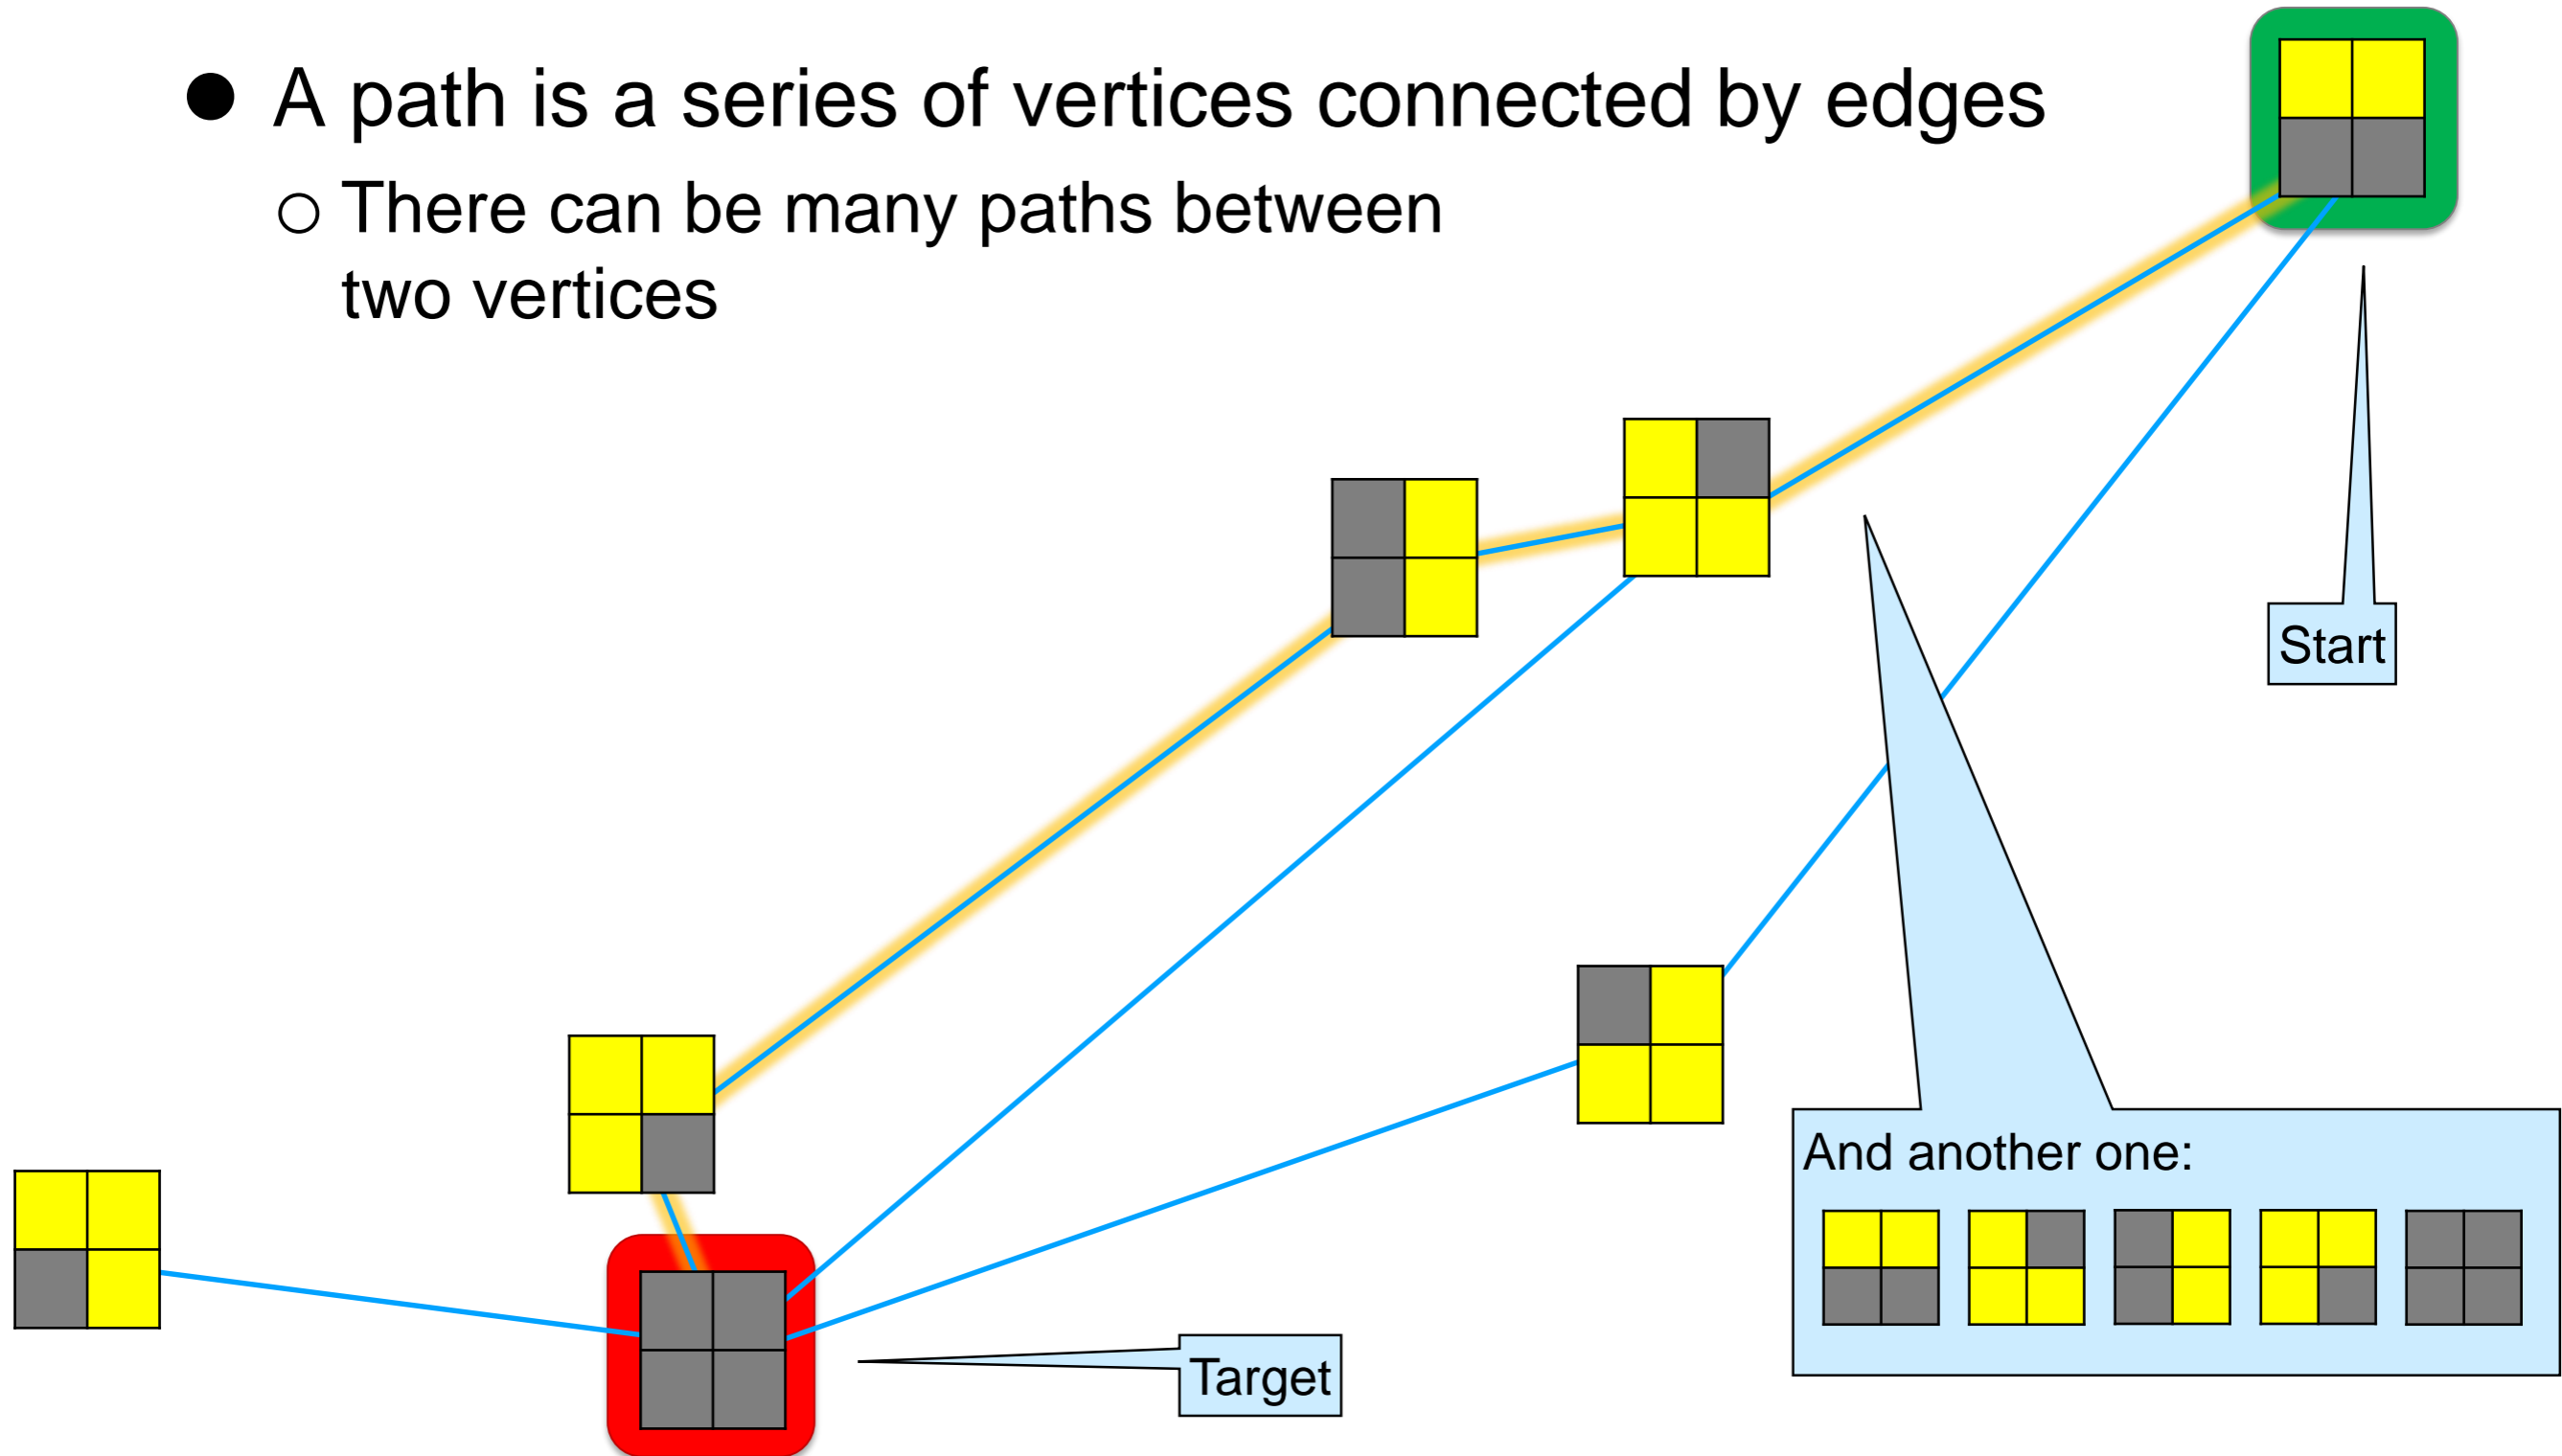 ● A path is a series of vertices connected by edges
○ There can be many paths between
two vertices
Start
And another one:
Target